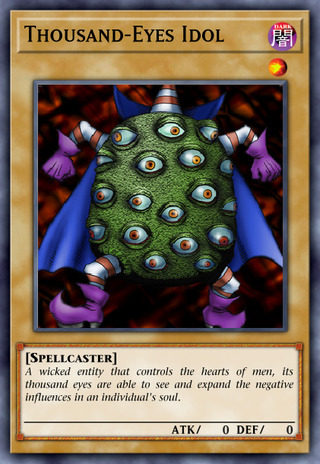 Thousand-Eyes Idol
DARK
闇
[Spellcaster]
A wicked entity that controls the hearts of men, its
thousand eyes are able to see and expand the negative
influences in an individual's soul.
ATK/ 0 DEF/ 0